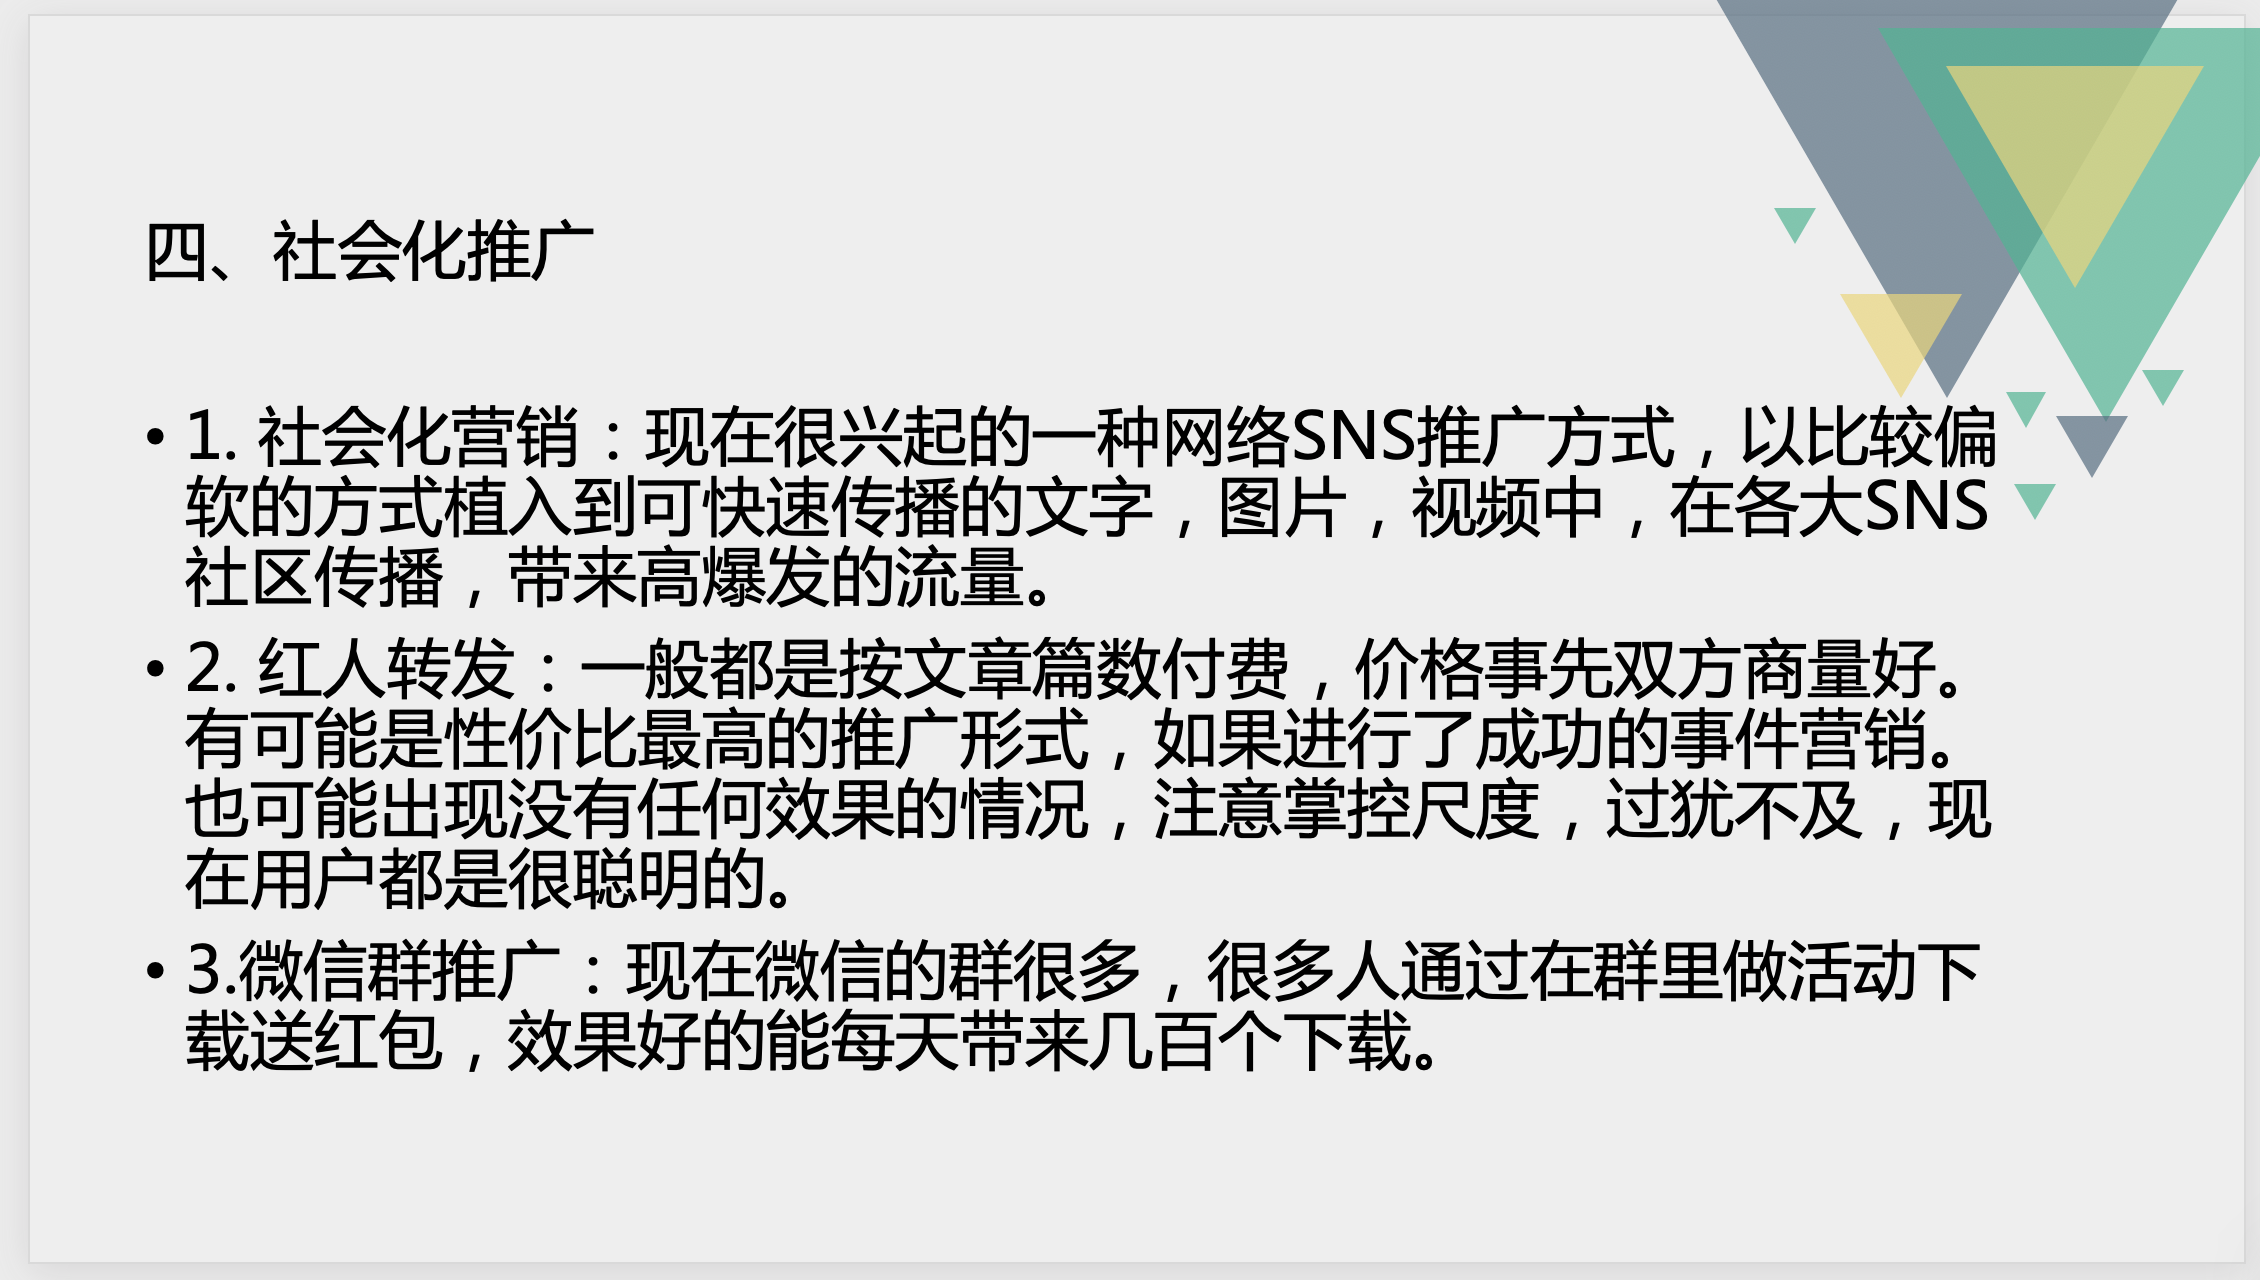 四、社会化推广
• 1. 社会化营销：现在很兴起的一种网络SNS推广方式，以比较偏
软的方式植入到可快速传播的文字，图片，视频中，在各大SNS
社区传播，带来高爆发的流量。
• 2. 红人转发：一般都是按文章篇数付费，价格事先双方商量好。
有可能是性价比最高的推广形式，如果进行了成功的事件营销。
也可能出现没有任何效果的情况，注意掌控尺度，过犹不及，现
在用户都是很聪明的。
• 3.微信群推广：现在微信的群很多，很多人通过在群里做活动下
载送红包，效果好的能每天带来几百个下载。